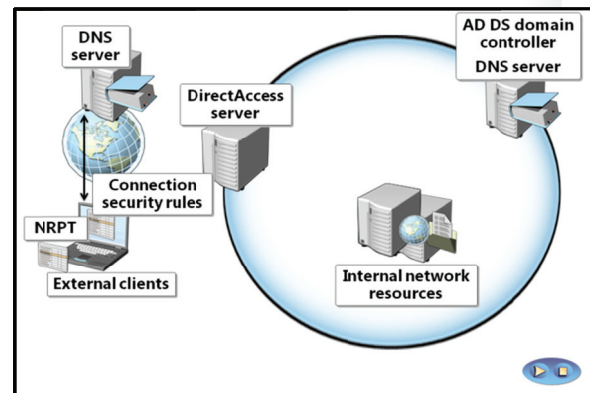 DNS
server
DirectAccess
server
AD DS domain
controller
DNS server
Connection
security rules
NRPT
External clients
Internal network
resources